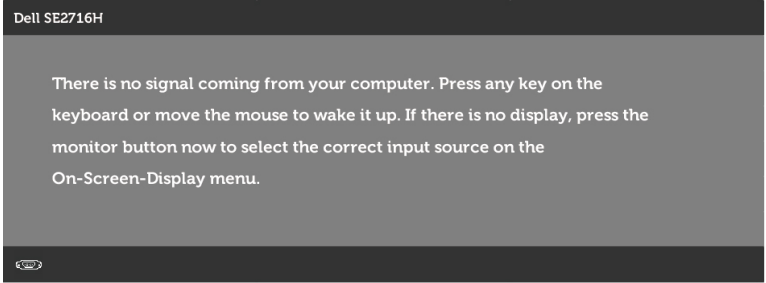 Dell SE2716H
There is no signal coming from your computer. Press any key on the
keyboard or move the mouse to wake it up. If there is no display, press the
monitor button now to select the correct input source on the
On-Screen-Display menu.